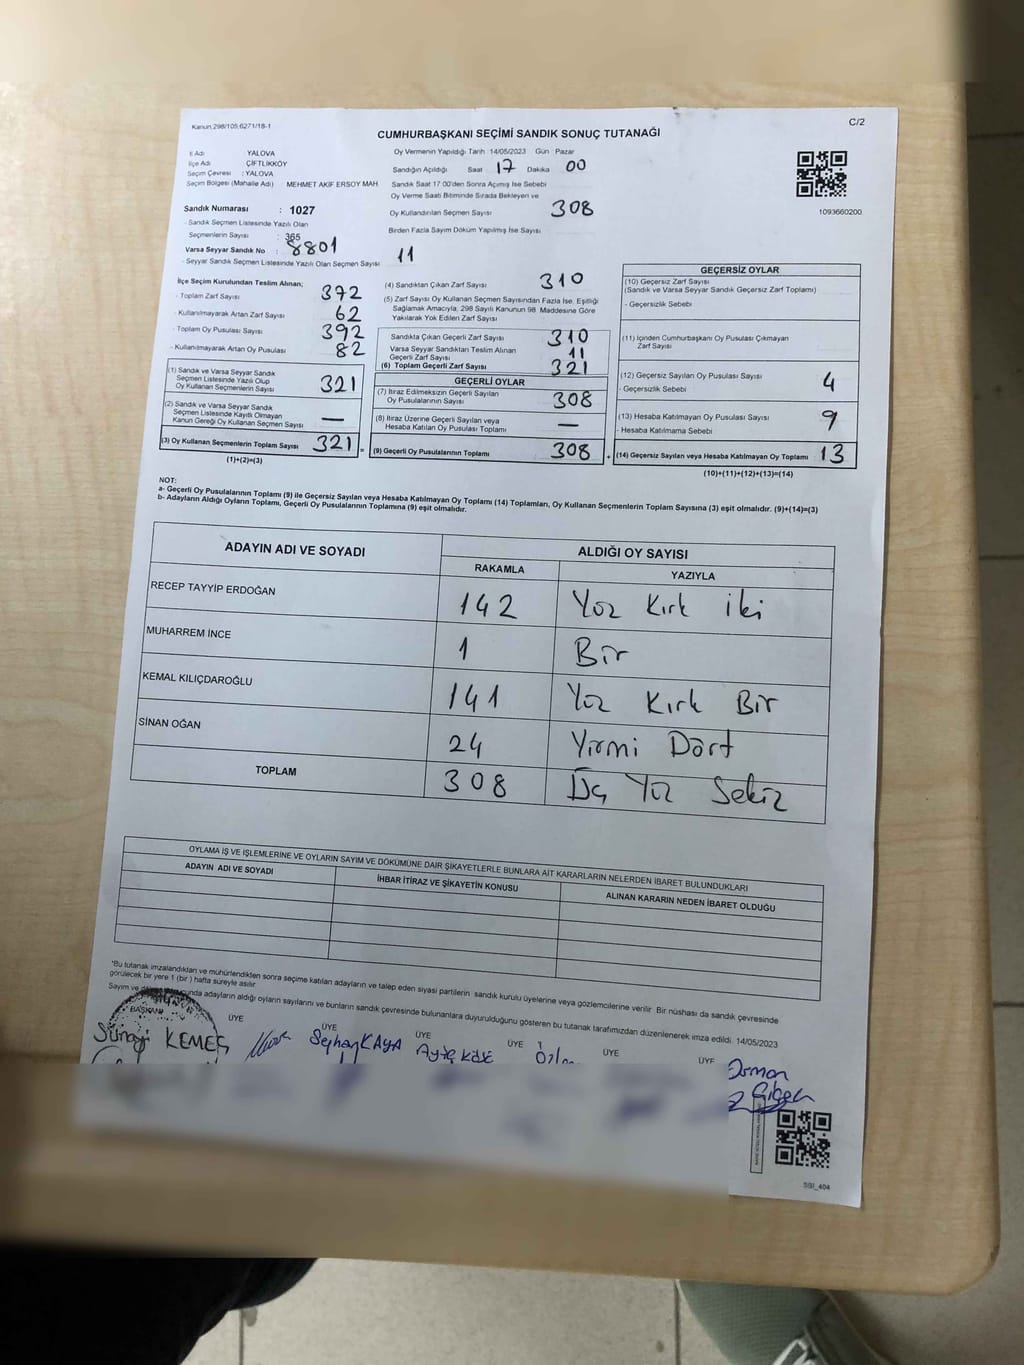 Kanun:298/105;6271/18-1
C/2
CUMHURBAŞKANI SEÇİMİ SANDIK SONUÇ TUTANAĞI
İl Adı : YALOVA
İlçe Adı : ÇİFTLİKKÖY
Seçim Çevresi : YALOVA
Seçim Bölgesi (Mahalle Adı) : MEHMET AKİF ERSOY MAH
Sandık Numarası : 1027
- Sandık Seçmen Listesinde Yazılı Olan
Seçmenlerin Sayısı : 365
Varsa Seyyar Sandık No : 8801
- Seyyar Sandık Seçmen Listesinde Yazılı Olan Seçmen Sayısı : 11
Oy Vermenin Yapıldığı Tarih :14/05/2023 Gün : Pazar
Sandığın Açıldığı Saat 17 Dakika 00
Sandık Saat 17:00'den Sonra Açılmış İse Sebebi
Oy Verme Saati Bitiminde Sırada Bekleyen ve
Oy Kullandırılan Seçmen Sayısı 308
Birden Fazla Sayım Döküm Yapılmış İse Sayısı
1093660200
İlçe Seçim Kurulundan Teslim Alınan;
- Toplam Zarf Sayısı 372
- Kullanılmayarak Artan Zarf Sayısı 62
- Toplam Oy Pusulası Sayısı 392
- Kullanılmayarak Artan Oy Pusulası 82
(1) Sandık ve Varsa Seyyar Sandık
Seçmen Listesinde Yazılı Olup
Oy Kullanan Seçmenlerin Sayısı 321
(2) Sandık ve Varsa Seyyar Sandık
Seçmen Listesinde Kayıtlı Olmayan
Kanun Gereği Oy Kullanan Seçmen Sayısı —
(3) Oy Kullanan Seçmenlerin Toplam Sayısı 321
(1)+(2)=(3)
(4) Sandıktan Çıkan Zarf Sayısı 310
(5) Zarf Sayısı Oy Kullanan Seçmen Sayısından Fazla İse, Eşitliği
Sağlamak Amacıyla, 298 Sayılı Kanunun 98. Maddesine Göre
Yakılarak Yok Edilen Zarf Sayısı
Sandıkta Çıkan Geçerli Zarf Sayısı 310
Varsa Seyyar Sandıktan Teslim Alınan
Geçerli Zarf Sayısı 11
(6) Toplam Geçerli Zarf Sayısı 321
GEÇERLİ OYLAR
(7) İtiraz Edilmeksizin Geçerli Sayılan
Oy Pusulalarının Sayısı 308
(8) İtiraz Üzerine Geçerli Sayılan veya
Hesaba Katılan Oy Pusulası Toplamı —
(9) Geçerli Oy Pusulalarının Toplamı 308
GEÇERSİZ OYLAR
(10) Geçersiz Zarf Sayısı
(Sandık ve Varsa Seyyar Sandık Geçersiz Zarf Toplamı)
- Geçersizlik Sebebi
(11) İçinden Cumhurbaşkanı Oy Pusulası Çıkmayan
Zarf Sayısı
(12) Geçersiz Sayılan Oy Pusulası Sayısı 4
- Geçersizlik Sebebi
(13) Hesaba Katılmayan Oy Pusulası Sayısı 9
- Hesaba Katılmama Sebebi
(14) Geçersiz Sayılan veya Hesaba Katılmayan Oy Toplamı 13
(10)+(11)+(12)+(13)=(14)
NOT:
a- Geçerli Oy Pusulalarının Toplamı (9) ile Geçersiz Sayılan veya Hesaba Katılmayan Oy Toplamı (14) Toplamları, Oy Kullanan Seçmenlerin Toplam Sayısına (3) eşit olmalıdır. (9)+(14)=(3)
b- Adayların Aldığı Oyların Toplamı, Geçerli Oy Pusulalarının Toplamına (9) eşit olmalıdır.
ADAYIN ADI VE SOYADI
ALDIĞI OY SAYISI
RAKAMLA YAZIYLA
RECEP TAYYİP ERDOĞAN 142 Yüz Kırk iki
MUHARREM İNCE 1 Bir
KEMAL KILIÇDAROĞLU 141 Yüz Kırk Bir
SİNAN OĞAN 24 Yirmi Dört
TOPLAM 308 Üç Yüz Sekiz
OYLAMA İŞ VE İŞLEMLERİNE VE OYLARIN SAYIM VE DÖKÜMÜNE DAİR ŞİKAYETLERLE BUNLARA AİT KARARLARIN NELERDEN İBARET BULUNDUKLARI
ADAYIN ADI VE SOYADI İHBAR İTİRAZ VE ŞİKAYETİN KONUSU ALINAN KARARIN NEDEN İBARET OLDUĞU
*Bu tutanak imzalandıktan ve mühürlendikten sonra seçime katılan adayların ve talep eden siyasi partilerin sandık kurulu üyelerine veya gözlemcilerine verilir. Bir nüshası da sandık çevresinde
görülecek bir yere 1 (bir ) hafta süreyle asılır.
Sayım ve adayların aldığı oyların sayılarını ve bunların sandık çevresinde bulunanlara duyurulduğunu gösteren bu tutanak tarafımızdan düzenlenerek imza edildi. 14/05/2023
BAŞKAN ÜYE ÜYE ÜYE ÜYE ÜYE ÜYE
KEMEÇ Seyhan KAYA Osman
SBI_404